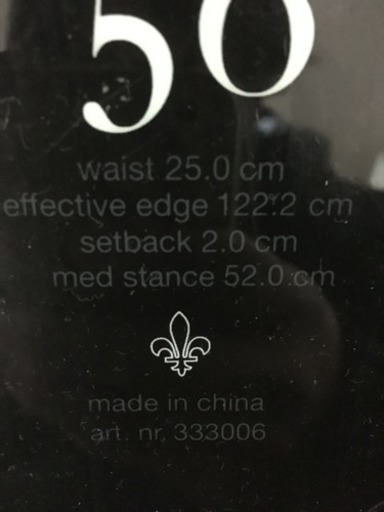 50
waist 25.0 cm
effective edge 122.2 cm
setback 2.0 cm
med stance 52.0 cm
made in china
art. nr. 333006